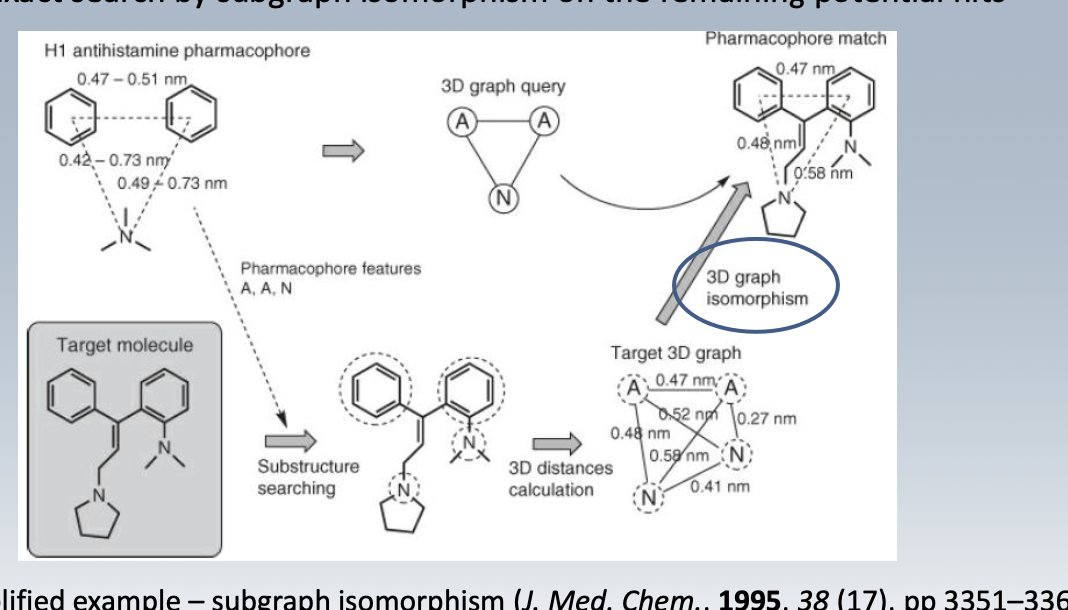 exact search by subgraph isomorphism on the remaining potential hits
H1 antihistamine pharmacophore
0.47 – 0.51 nm
0.42 – 0.73 nm
0.49 – 0.73 nm
N
3D graph query
A
A
N
Pharmacophore match
0.47 nm
0.48 nm
0.58 nm
N
N
Pharmacophore features
A, A, N
3D graph
isomorphism
Target molecule
N
N
Substructure
searching
N
N
3D distances
calculation
Target 3D graph
A
0.47 nm
A
0.52 nm
0.27 nm
0.48 nm
0.58 nm
N
N
0.41 nm
lified example – subgraph isomorphism (J. Med. Chem., 1995, 38 (17), pp 3351–336